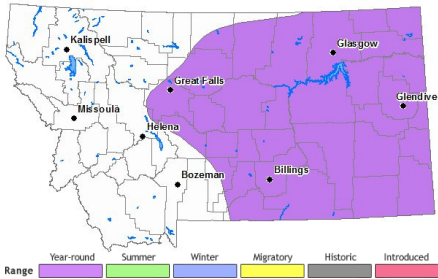 Kalispell
Glasgow
Great Falls
Glendive
Missoula
Helena
Bozeman
Billings
Year-round Summer Winter Migratory Historic Introduced
Range